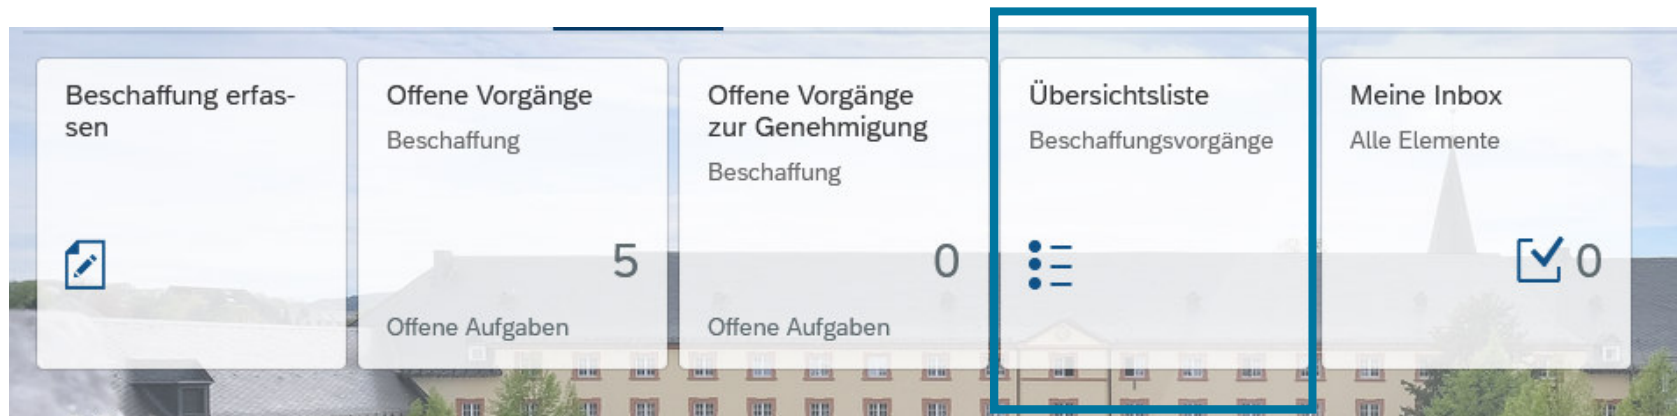 Beschaffung erfas-
sen
Offene Vorgänge
Beschaffung
5
Offene Aufgaben
Offene Vorgänge
zur Genehmigung
Beschaffung
0
Offene Aufgaben
Übersichtsliste
Beschaffungsvorgänge
Meine Inbox
Alle Elemente
0